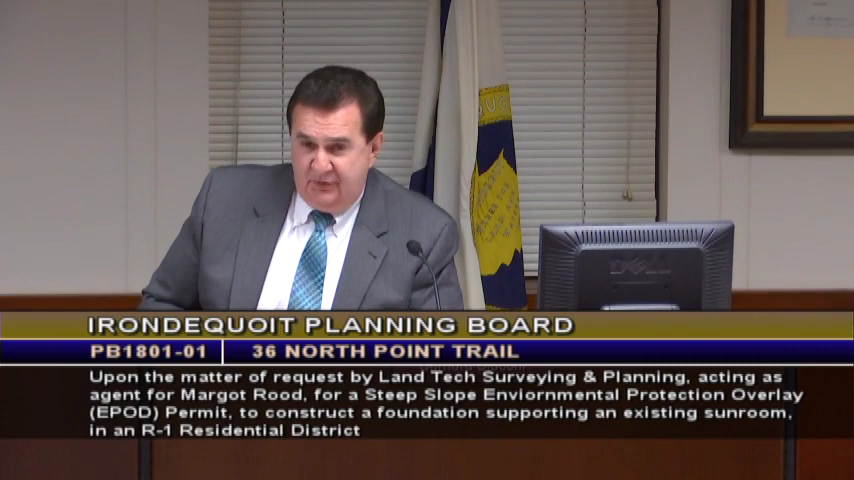 IRONDEQUOIT PLANNING BOARD
PB1801-01 36 NORTH POINT TRAIL
Upon the matter of request by Land Tech Surveying & Planning, acting as
agent for Margot Rood, for a Steep Slope Enviornmental Protection Overlay
(EPOD) Permit, to construct a foundation supporting an existing sunroom,
in an R-1 Residential District
DELL